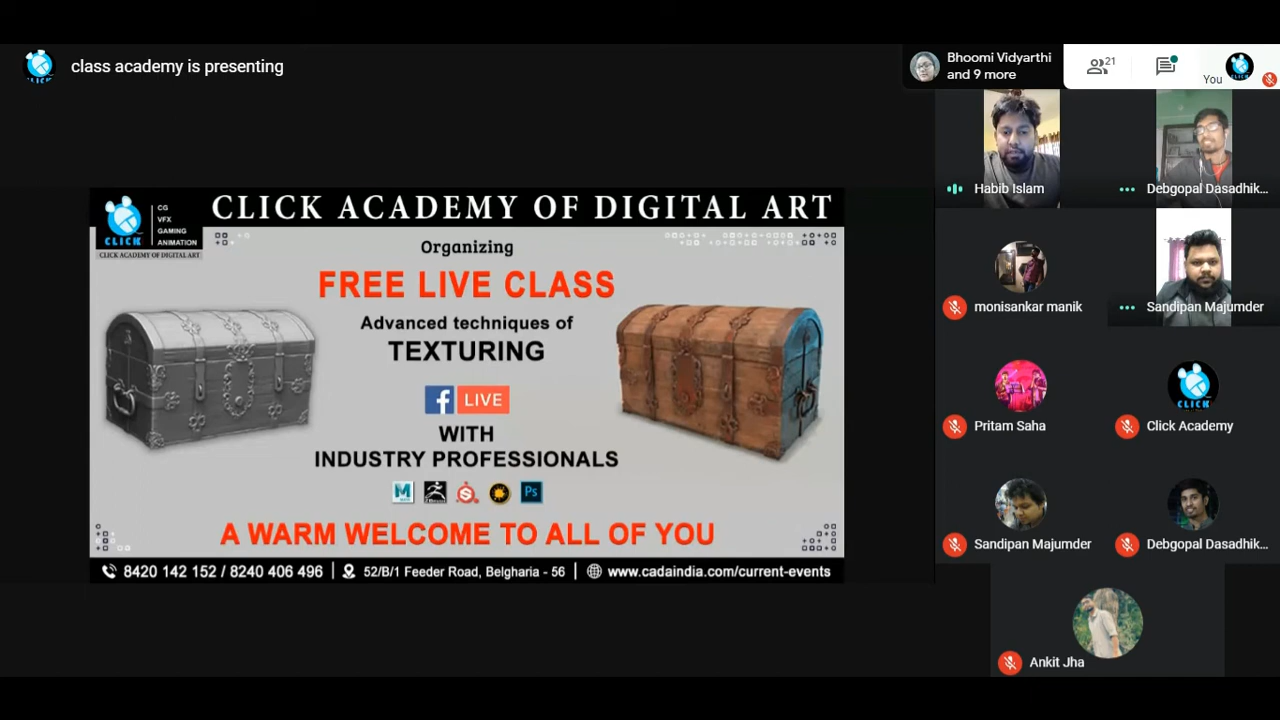 class academy is presenting
Bhoomi Vidyarthi
and 9 more
21
You
CLICK
CG
VFX
GAMING
ANIMATION
CLICK ACADEMY OF DIGITAL ART
CLICK ACADEMY OF DIGITAL ART
Organizing
FREE LIVE CLASS
Advanced techniques of
TEXTURING
f LIVE
WITH
INDUSTRY PROFESSIONALS
M S Ps
A WARM WELCOME TO ALL OF YOU
8420 142 152 / 8240 406 496 | 52/B/1 Feeder Road, Belgharia - 56 | www.cadaindia.com/current-events
Habib Islam
Debgopal Dasadhik...
monisankar manik
Sandipan Majumder
Pritam Saha
CLICK
Click Academy
Sandipan Majumder
Debgopal Dasadhik...
Ankit Jha